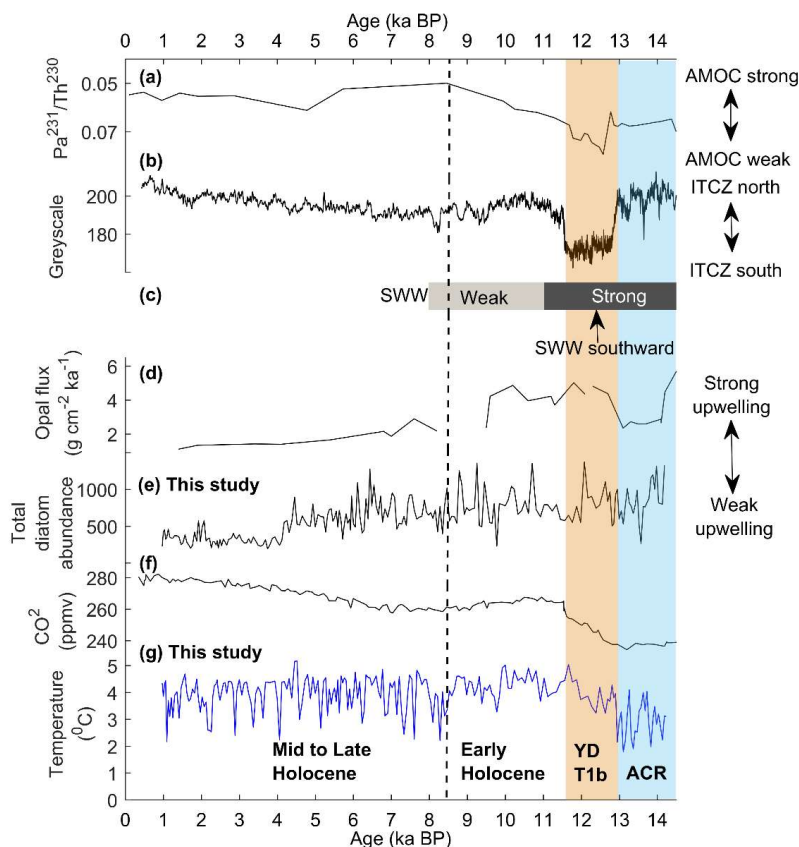 Age (ka BP)
0 1 2 3 4 5 6 7 8 9 10 11 12 13 14
(a)
Pa²³¹/Th²³⁰
0.05
0.07
AMOC strong
AMOC weak
(b)
Greyscale
200
180
ITCZ north
ITCZ south
(c)
SWW Weak Strong
SWW southward
(d)
Opal flux
(g cm⁻² ka⁻¹)
6
4
2
Strong
upwelling
(e) This study
Total
diatom
abundance
1000
500
Weak
upwelling
(f)
CO²
(ppmv)
280
260
240
(g) This study
Temperature
(⁰C)
5
4
3
2
1
0
Mid to Late
Holocene
Early
Holocene
YD
T1b
ACR
0 1 2 3 4 5 6 7 8 9 10 11 12 13 14
Age (ka BP)